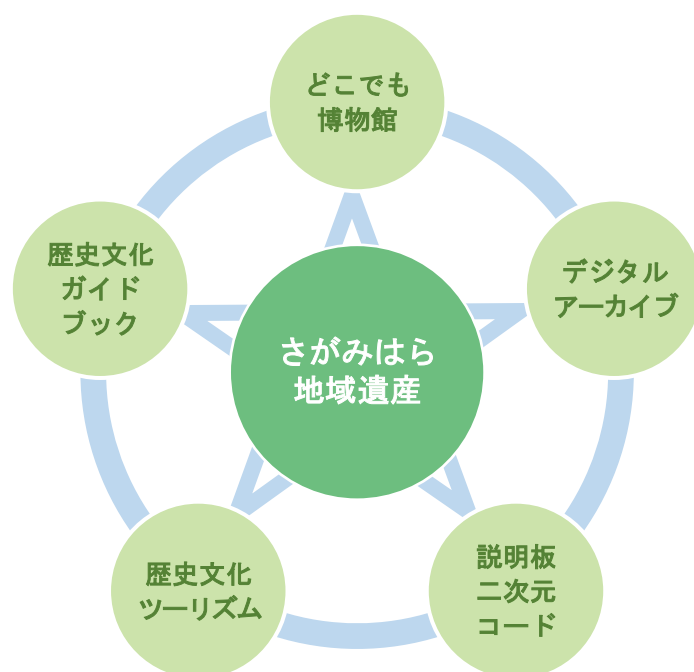 どこでも
博物館
デジタル
アーカイブ
説明板
二次元
コード
歴史文化
ツーリズム
歴史文化
ガイド
ブック
さがみはら
地域遺産